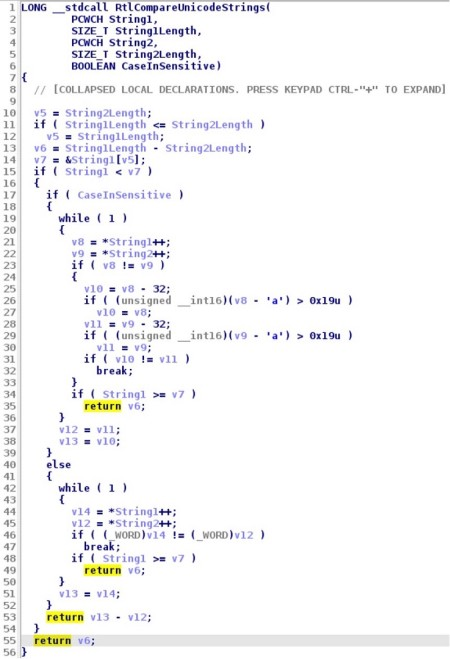 1 LONG __stdcall RtlCompareUnicodeStrings(
2         PCWCH String1,
3         SIZE_T String1Length,
4         PCWCH String2,
5         SIZE_T String2Length,
6         BOOLEAN CaseInSensitive)
7 {
8   // [COLLAPSED LOCAL DECLARATIONS. PRESS KEYPAD CTRL-"+" TO EXPAND]
9
10   v5 = String2Length;
11   if ( String1Length <= String2Length )
12     v5 = String1Length;
13   v6 = String1Length - String2Length;
14   v7 = &String1[v5];
15   if ( String1 < v7 )
16   {
17     if ( CaseInSensitive )
18     {
19       while ( 1 )
20       {
21         v8 = *String1++;
22         v9 = *String2++;
23         if ( v8 != v9 )
24         {
25           v10 = v8 - 32;
26           if ( (unsigned __int16)(v8 - 'a') > 0x19u )
27             v10 = v8;
28           v11 = v9 - 32;
29           if ( (unsigned __int16)(v9 - 'a') > 0x19u )
30             v11 = v9;
31           if ( v10 != v11 )
32             break;
33         }
34         if ( String1 >= v7 )
35           return v6;
36       }
37       v12 = v11;
38       v13 = v10;
39     }
40     else
41     {
42       while ( 1 )
43       {
44         v14 = *String1++;
45         v12 = *String2++;
46         if ( (_WORD)v14 != (_WORD)v12 )
47           break;
48         if ( String1 >= v7 )
49           return v6;
50       }
51       v13 = v14;
52     }
53     return v13 - v12;
54   }
55   return v6;
56 }